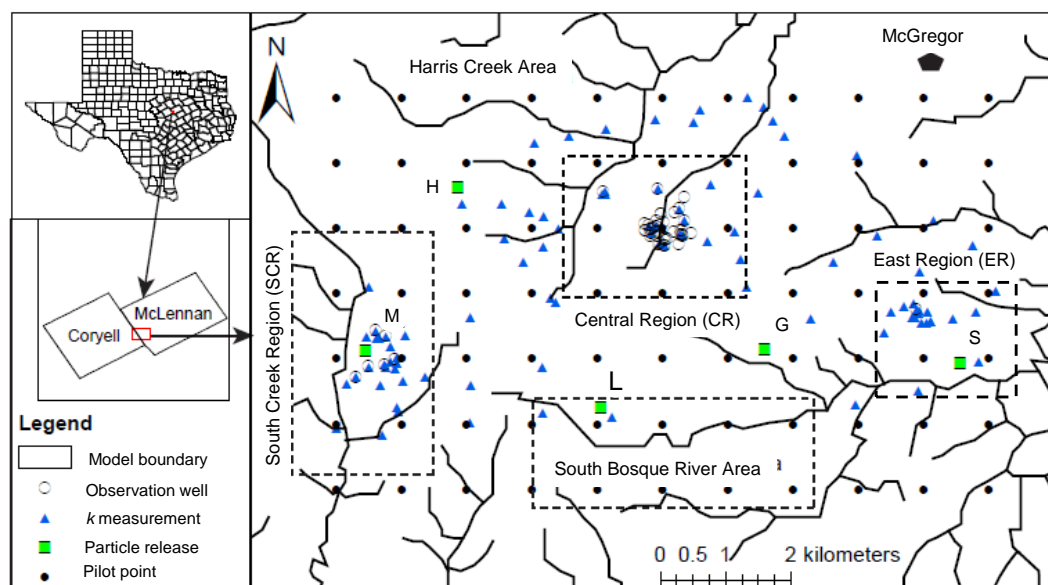 McGregor
N
Harris Creek Area
H
East Region (ER)
South Creek Region (SCR)
McLennan
Coryell
M
Central Region (CR)
G
S
L
South Bosque River Area
Legend
Model boundary
Observation well
k measurement
Particle release
Pilot point
0 0.5 1 2 kilometers